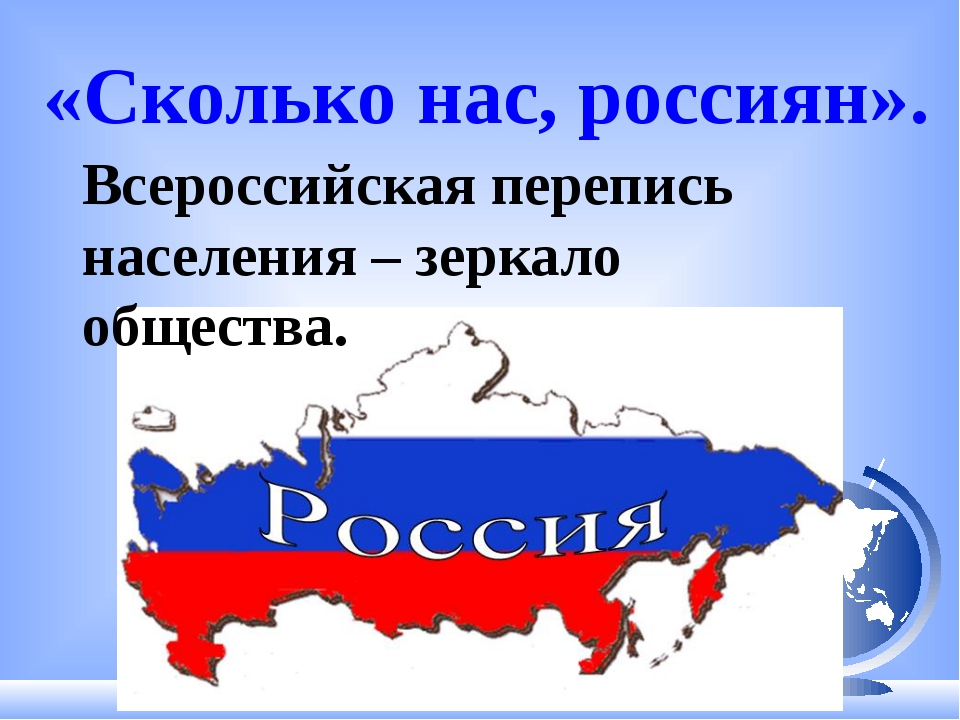 «Сколько нас, россиян».
Всероссийская перепись
населения – зеркало
общества.
Россия